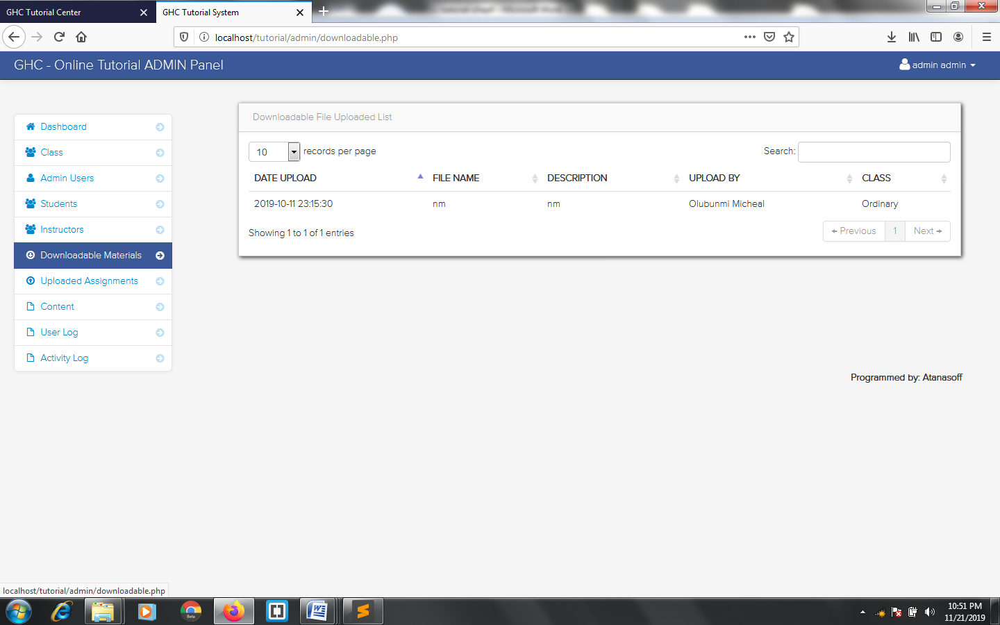 GHC Tutorial Center
GHC Tutorial System
localhost/tutorial/admin/downloadable.php
GHC - Online Tutorial ADMIN Panel
admin admin
Dashboard
Class
Admin Users
Students
Instructors
Downloadable Materials
Uploaded Assignments
Content
User Log
Activity Log
Downloadable File Uploaded List
10 records per page
Search:
DATE UPLOAD FILE NAME DESCRIPTION UPLOAD BY CLASS
2019-10-11 23:15:30 nm nm Olubunmi Micheal Ordinary
Showing 1 to 1 of 1 entries
← Previous 1 Next →
Programmed by: Atanasoff
localhost/tutorial/admin/downloadable.php
Beta
10:51 PM
11/21/2019